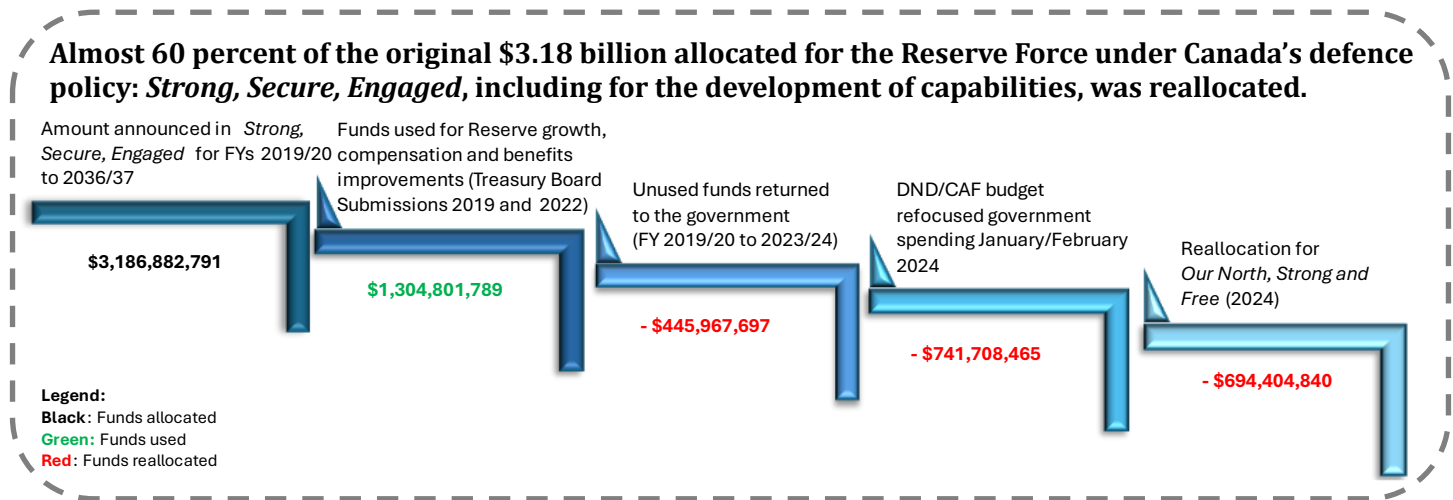 Almost 60 percent of the original $3.18 billion allocated for the Reserve Force under Canada's defence
policy: Strong, Secure, Engaged, including for the development of capabilities, was reallocated.
Amount announced in Strong,
Secure, Engaged for FYs 2019/20
to 2036/37
$3,186,882,791
Funds used for Reserve growth,
compensation and benefits
improvements (Treasury Board
Submissions 2019 and 2022)
$1,304,801,789
Unused funds returned
to the government
(FY 2019/20 to 2023/24)
- $445,967,697
DND/CAF budget
refocused government
spending January/February
2024
- $741,708,465
Reallocation for
Our North, Strong and
Free (2024)
- $694,404,840
Legend:
Black: Funds allocated
Green: Funds used
Red: Funds reallocated